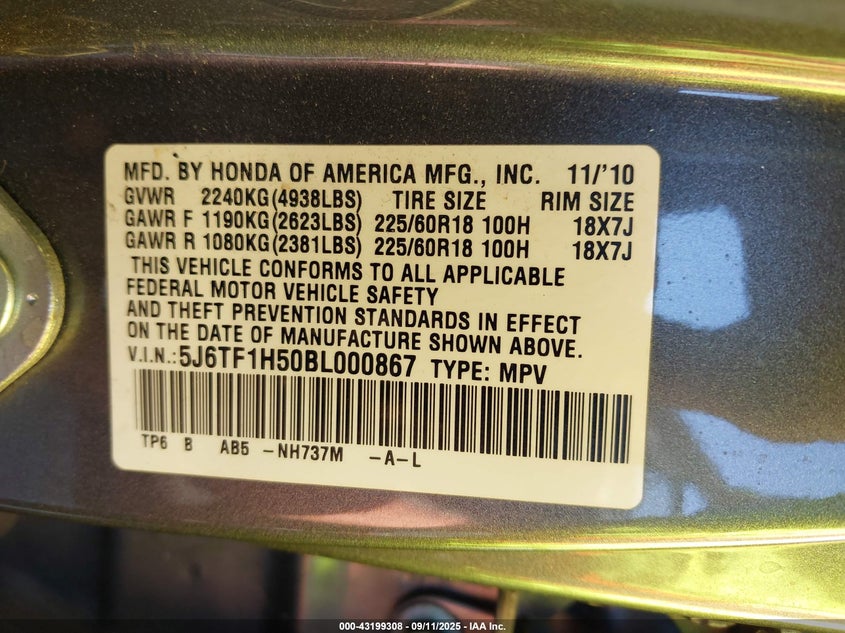 MFD. BY HONDA OF AMERICA MFG., INC. 11/'10
GVWR 2240KG(4938LBS) TIRE SIZE RIM SIZE
GAWR F 1190KG(2623LBS) 225/60R18 100H 18X7J
GAWR R 1080KG(2381LBS) 225/60R18 100H 18X7J
THIS VEHICLE CONFORMS TO ALL APPLICABLE
FEDERAL MOTOR VEHICLE SAFETY
AND THEFT PREVENTION STANDARDS IN EFFECT
ON THE DATE OF MANUFACTURE SHOWN ABOVE.
V.I.N.: 5J6TF1H50BL000867 TYPE: MPV
TP6 B AB5 -NH737M -A-L
000-43199308 - 09/11/2025 - IAA Inc.